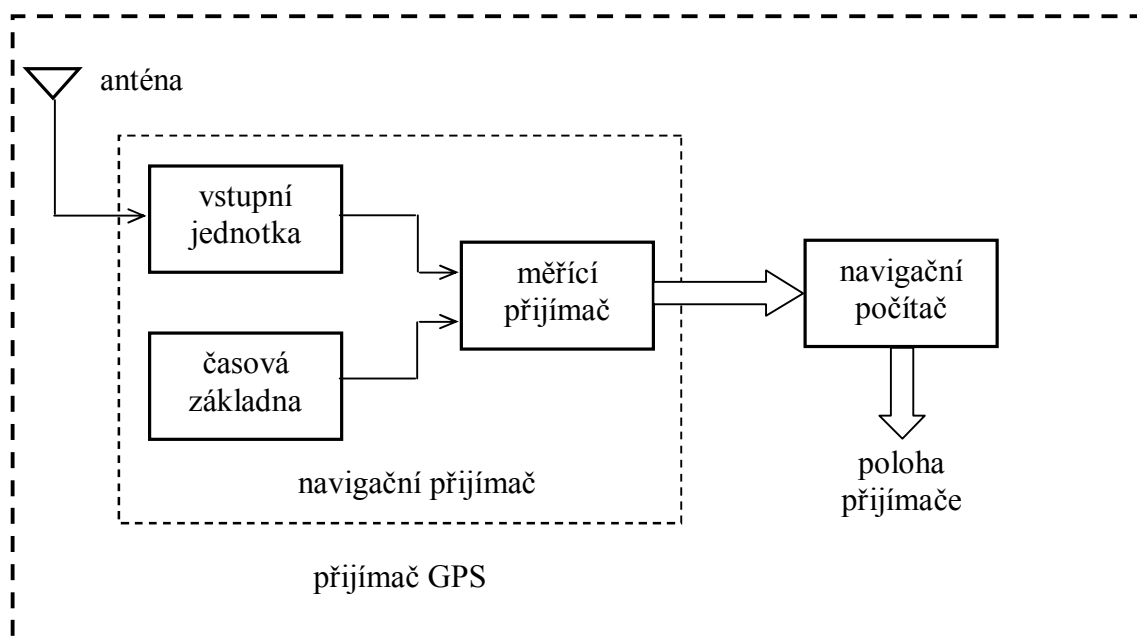 anténa
vstupní
jednotka
měřící
přijímač
navigační
počítač
časová
základna
poloha
přijímače
navigační přijímač
přijímač GPS